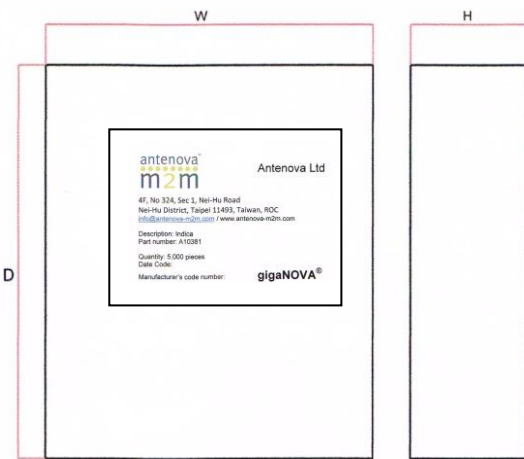 W
H
antenova
m2m
Antenova Ltd
4F, No 324, Sec 1, Nei-Hu Road
Nei-Hu District, Taipei 11493, Taiwan, ROC
info@antenova-m2m.com / www.antenova-m2m.com
Description: Indica
Part number: A10381
Quantity: 5,000 pieces
Date Code:
Manufacturer's code number:
gigaNOVA®
D